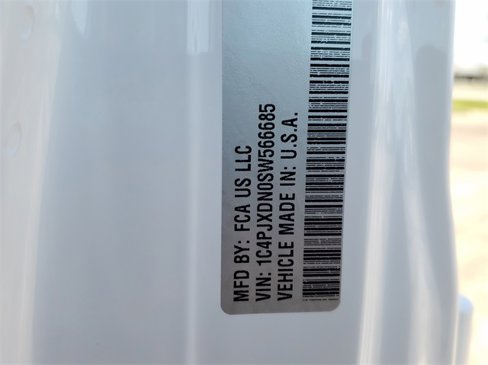 MFD BY: FCA US LLC
VIN: 1C4PJXDN0SW566685
VEHICLE MADE IN: U.S.A.